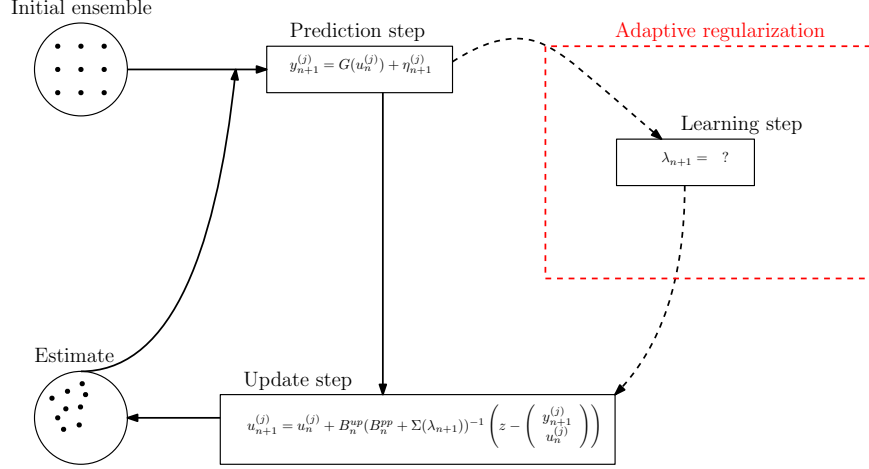 Initial ensemble
Prediction step
Adaptive regularization
y_{n+1}^{(j)} = G(u_n^{(j)}) + η_{n+1}^{(j)}
Learning step
λ_{n+1} = ?
Estimate
Update step
u_{n+1}^{(j)} = u_n^{(j)} + B_n^{up}(B_n^{pp} + Σ(λ_{n+1}))^{-1} (z − (y_{n+1}^{(j)} u_n^{(j)}))